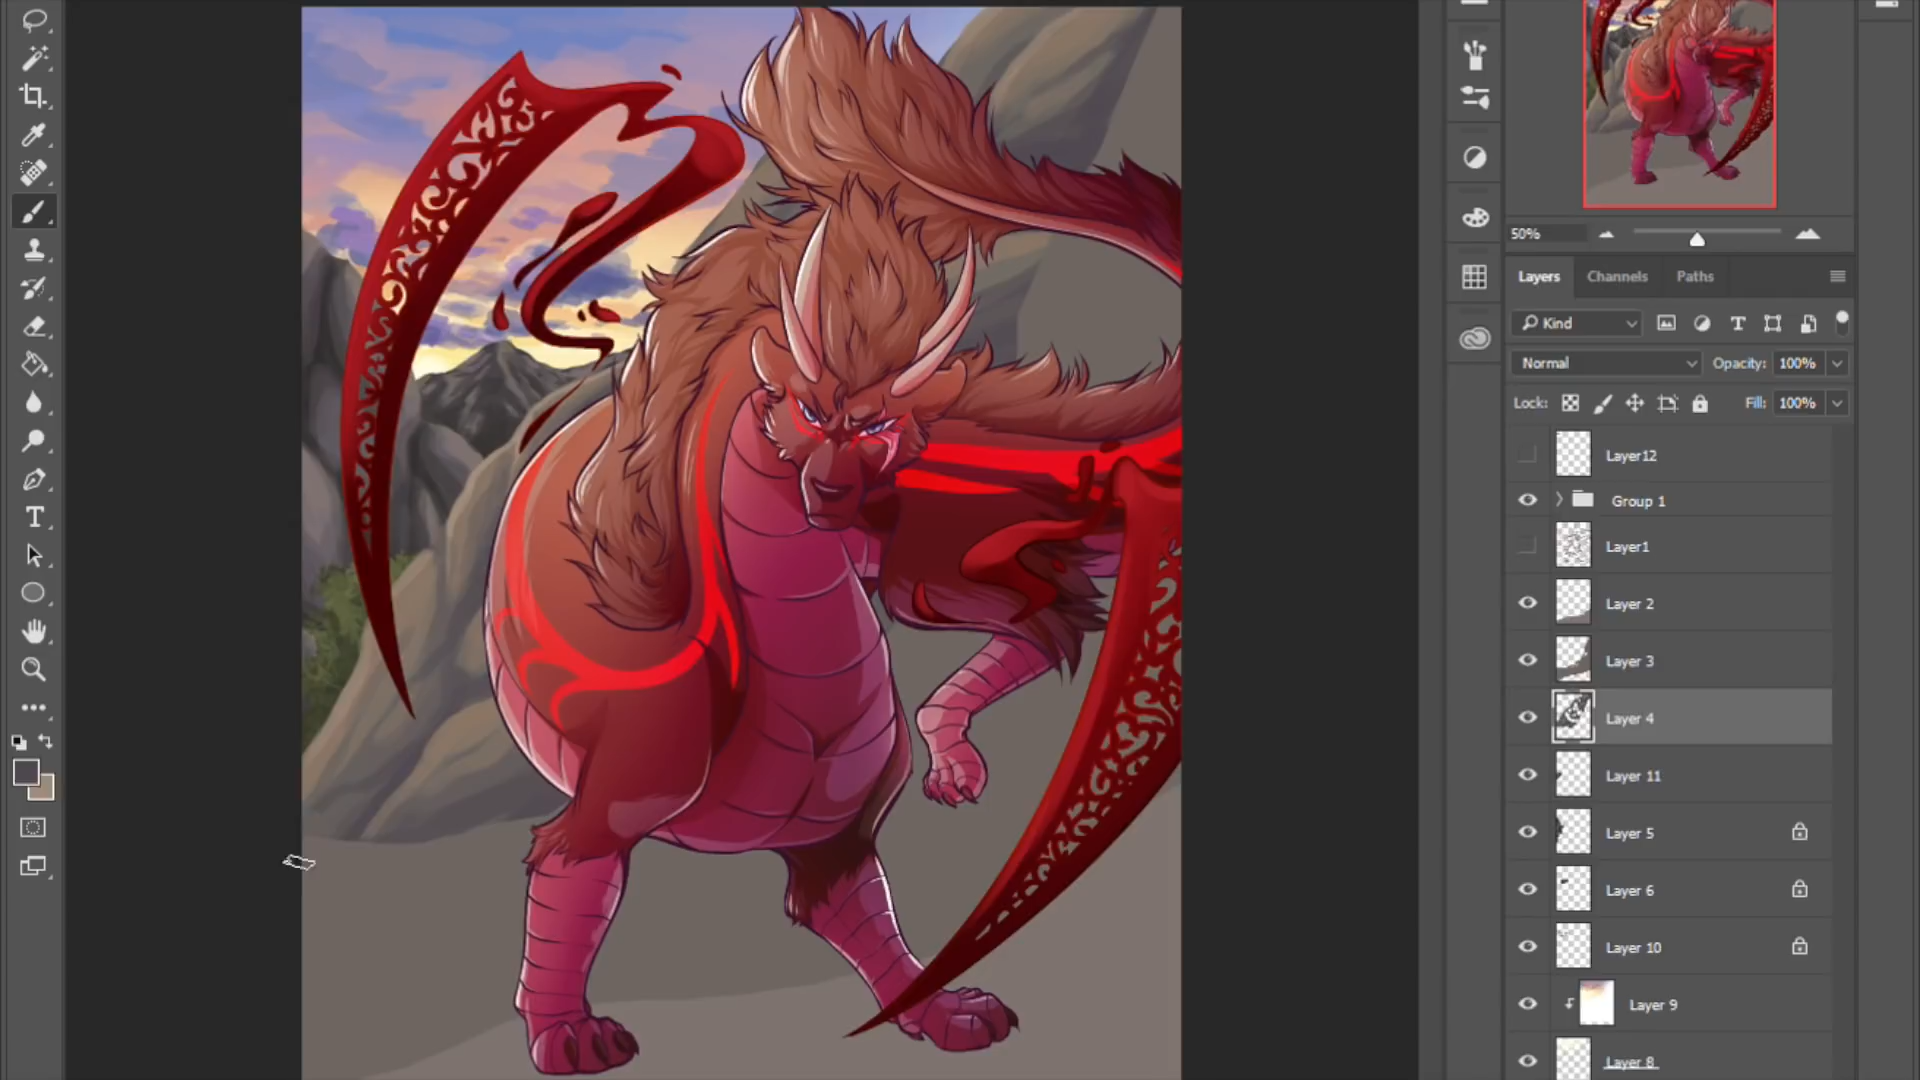 50%
Layers Channels Paths
Kind
Normal Opacity: 100%
Lock: Fill: 100%
Layer12
Group 1
Layer1
Layer 2
Layer 3
Layer 4
Layer 11
Layer 5
Layer 6
Layer 10
Layer 9
Layer 8